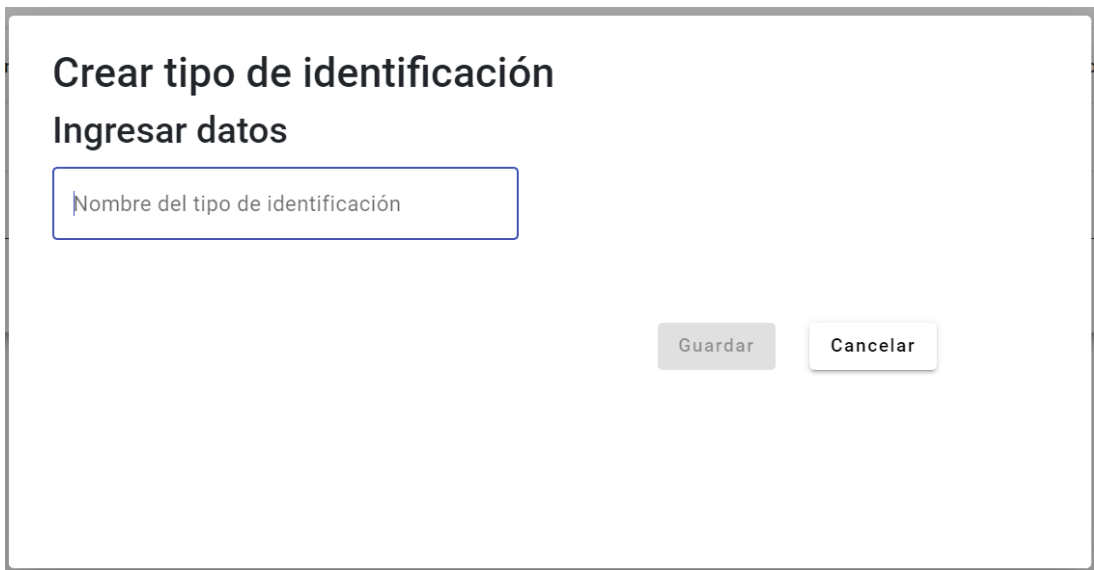 Crear tipo de identificación
Ingresar datos
Nombre del tipo de identificación
Guardar Cancelar